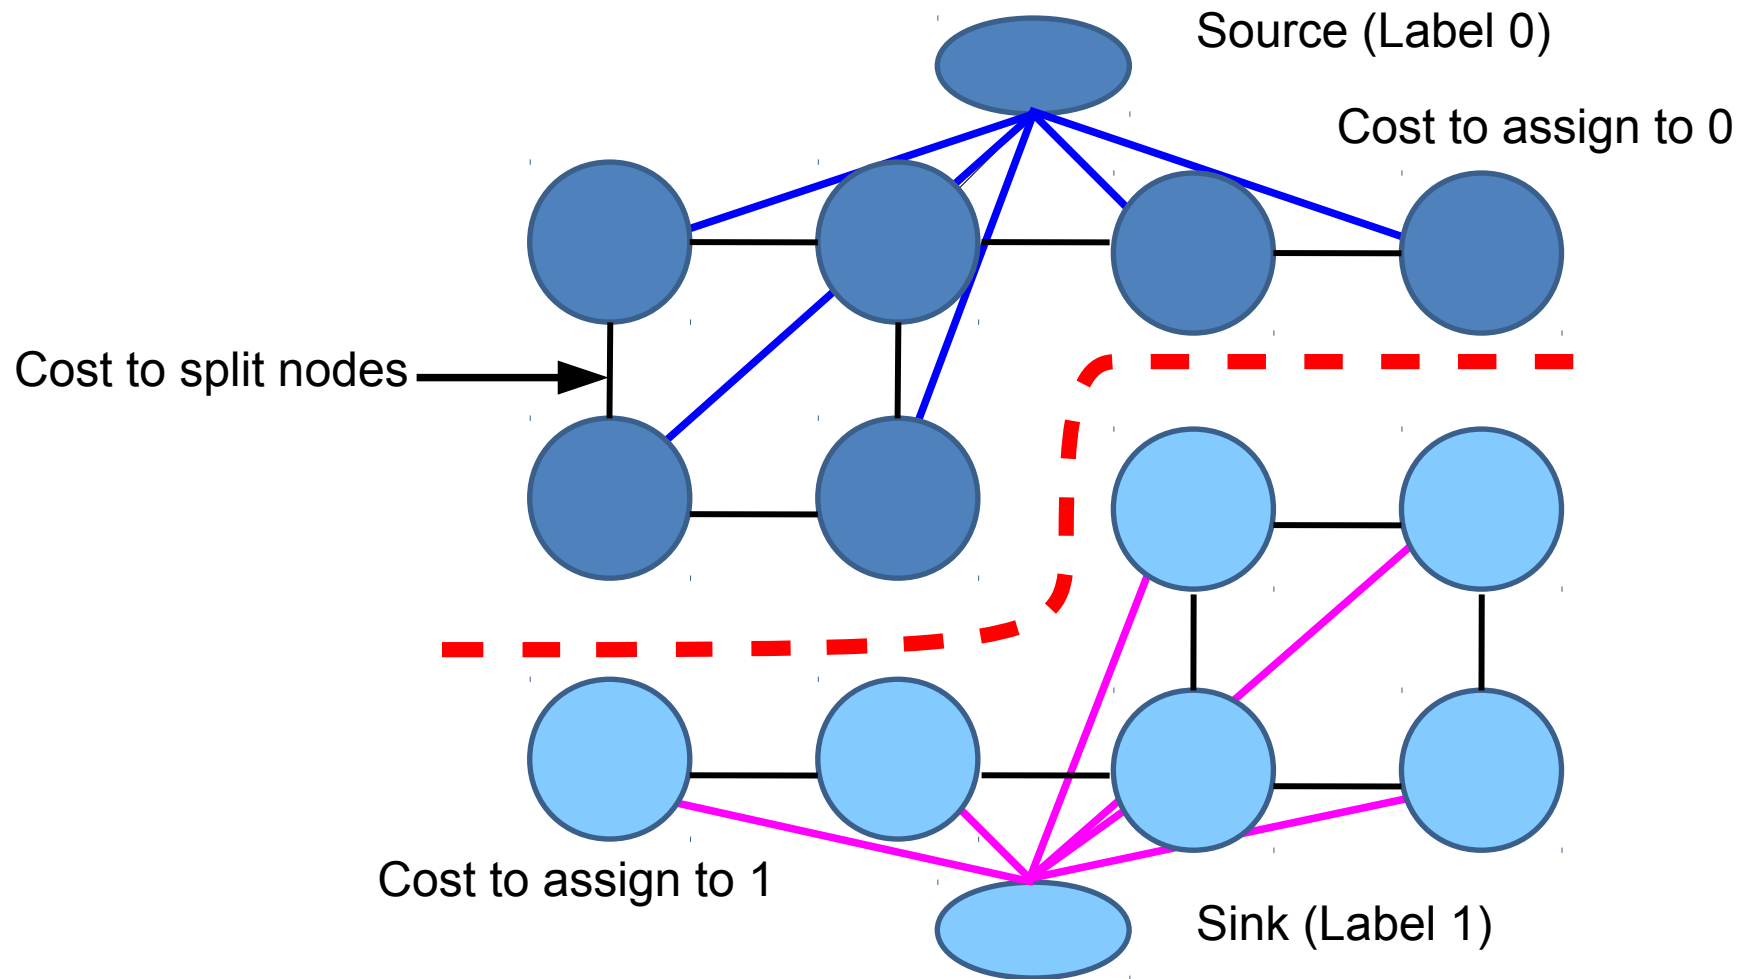 Source (Label 0)
Cost to assign to 0
Cost to split nodes
Cost to assign to 1
Sink (Label 1)